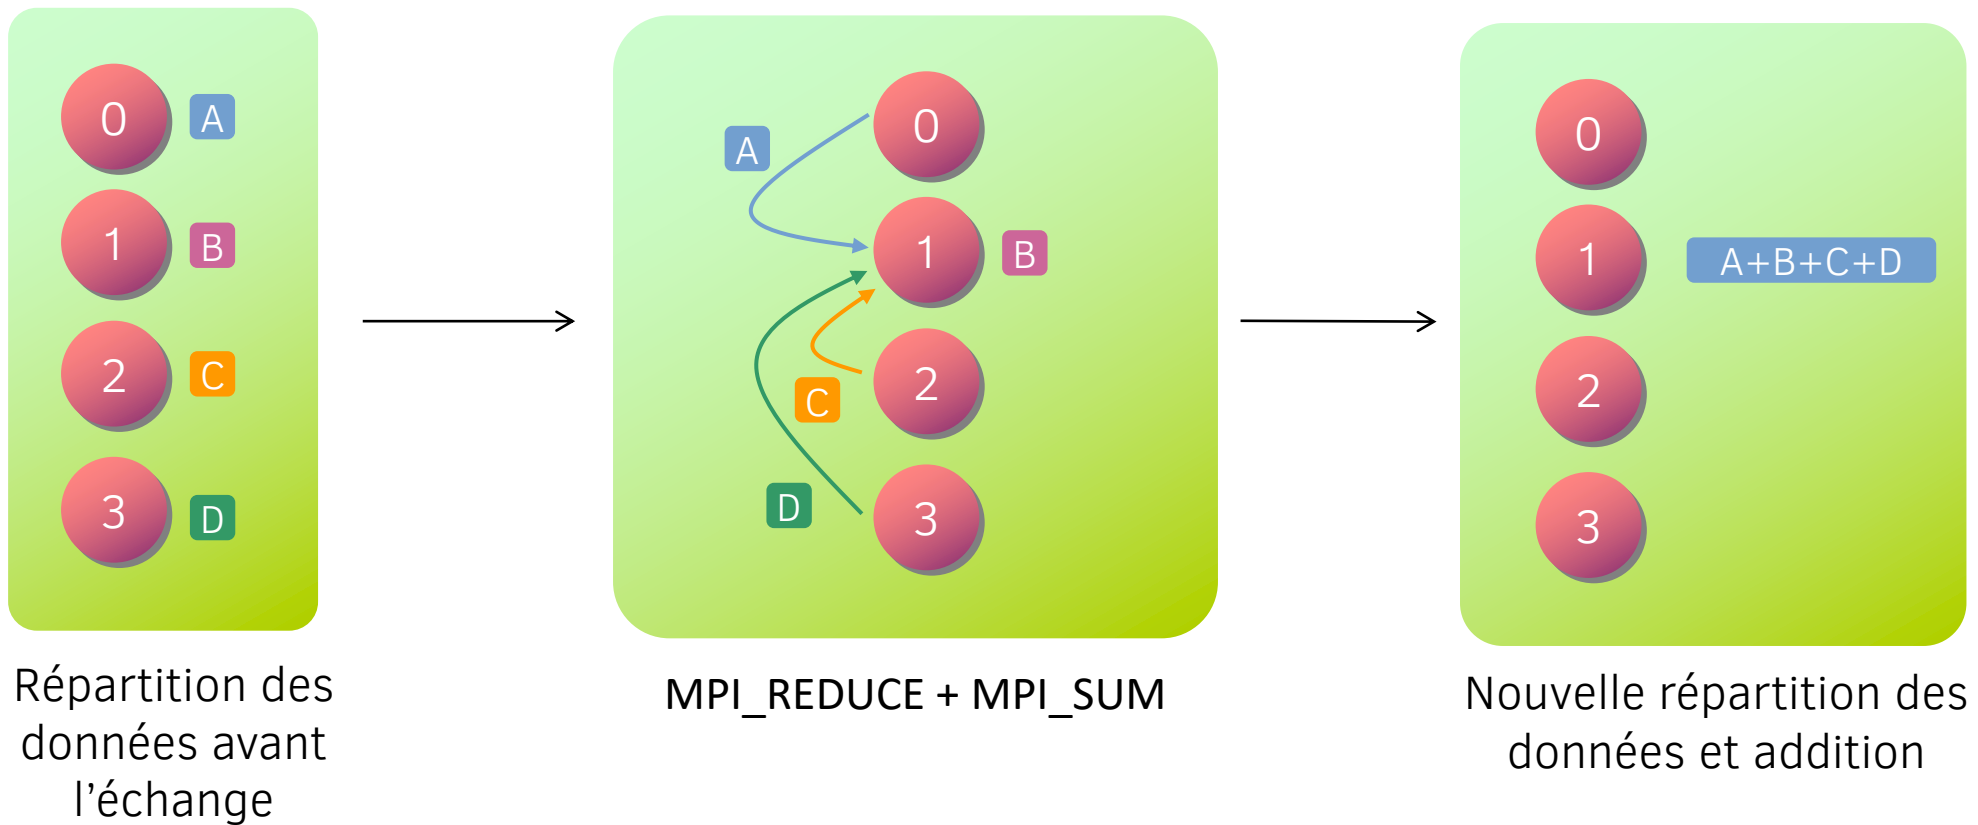 0 A
1 B
2 C
3 D
Répartition des
données avant
l’échange
A
0
1 B
2
C
D
3
MPI_REDUCE + MPI_SUM
0
1 A+B+C+D
2
3
Nouvelle répartition des
données et addition